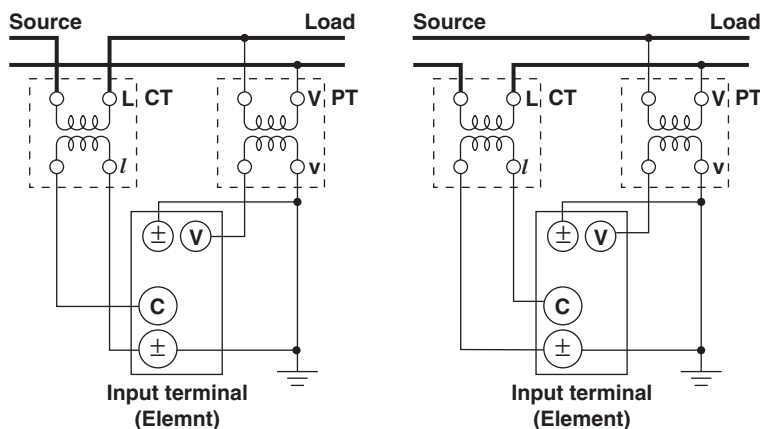 Source Load
L CT V PT
l v
± V
C
±
Input terminal
(Elemnt)
Source Load
L CT V PT
l v
± V
C
±
Input terminal
(Element)